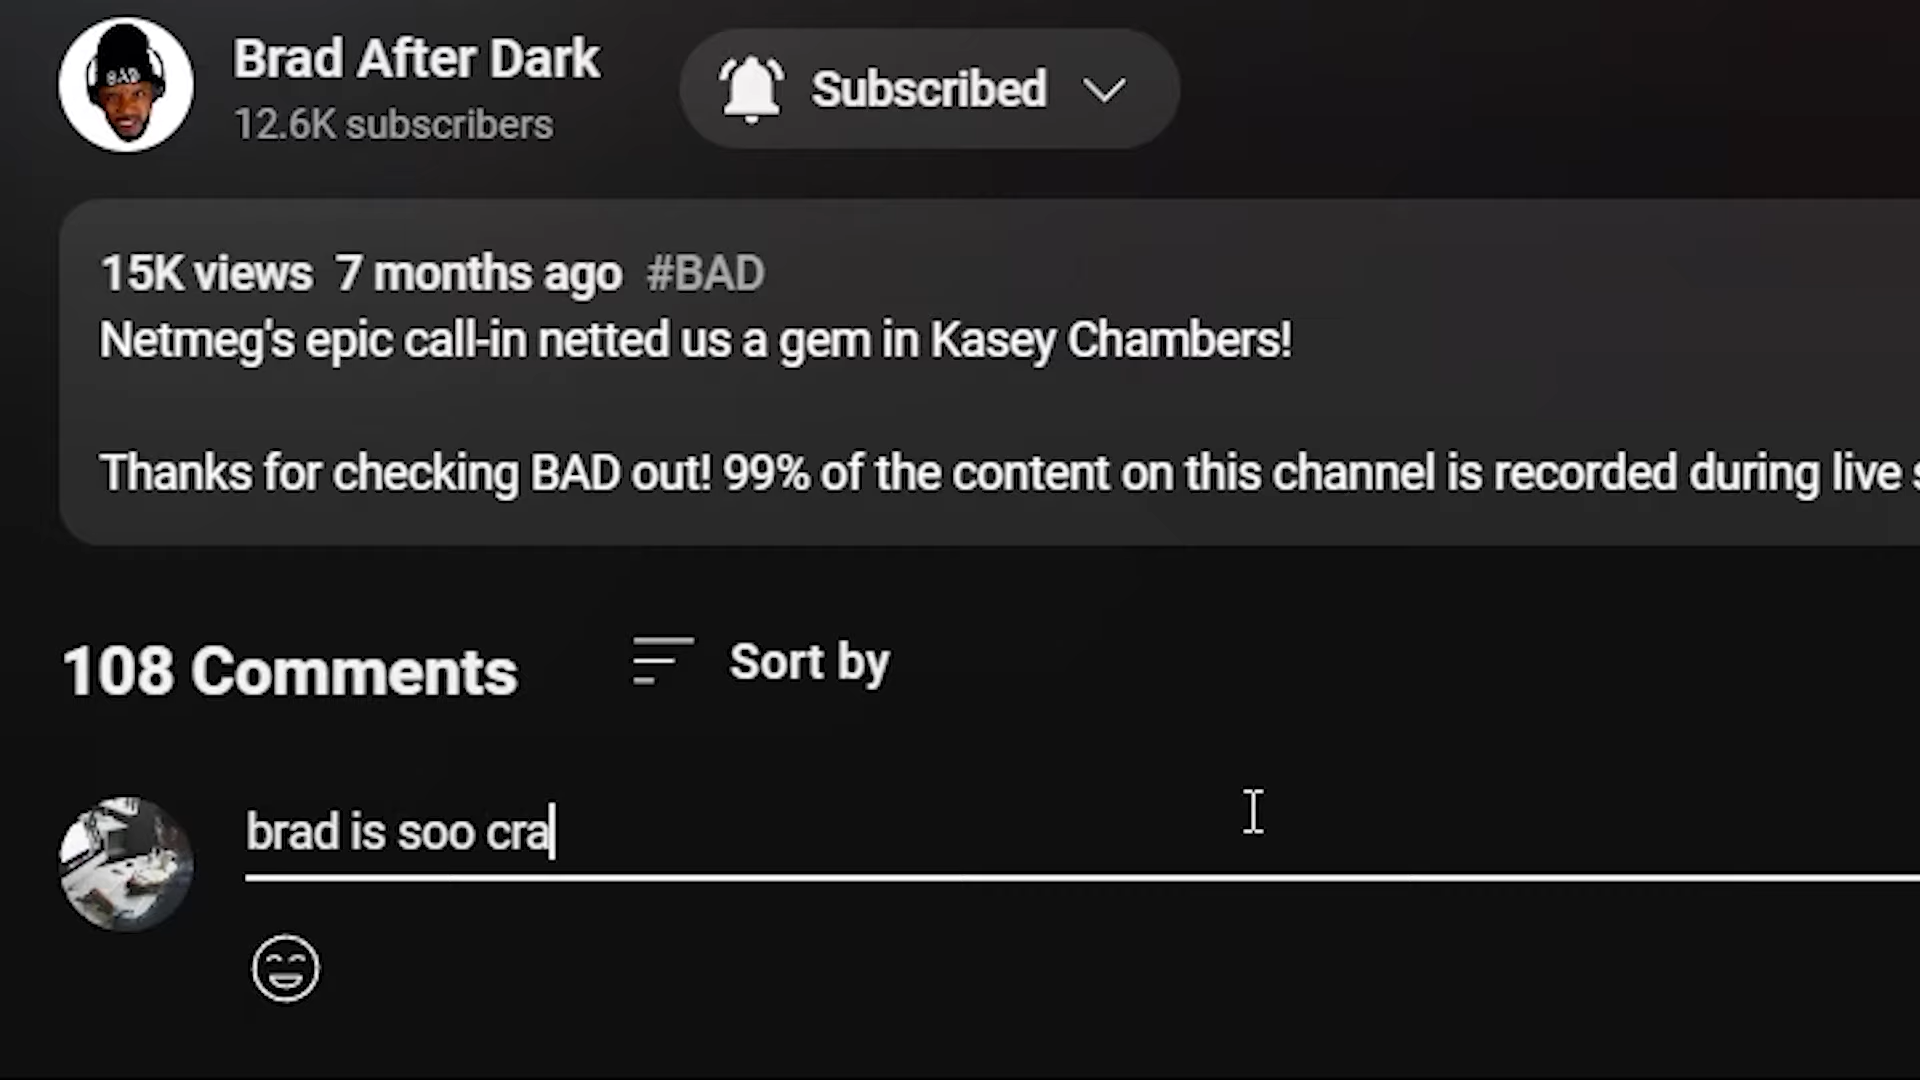 BAD
Brad After Dark
12.6K subscribers
Subscribed
15K views 7 months ago #BAD
Netmeg's epic call-in netted us a gem in Kasey Chambers!
Thanks for checking BAD out! 99% of the content on this channel is recorded during live
108 Comments
Sort by
brad is soo cra